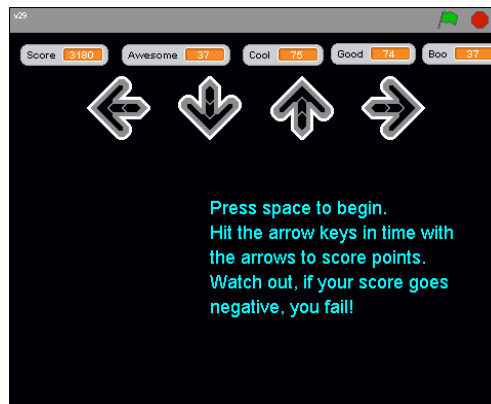 v29
Score 3180 Awesome 37 Cool 75 Good 74 Boo 37
Press space to begin.
Hit the arrow keys in time with
the arrows to score points.
Watch out, if your score goes
negative, you fail!